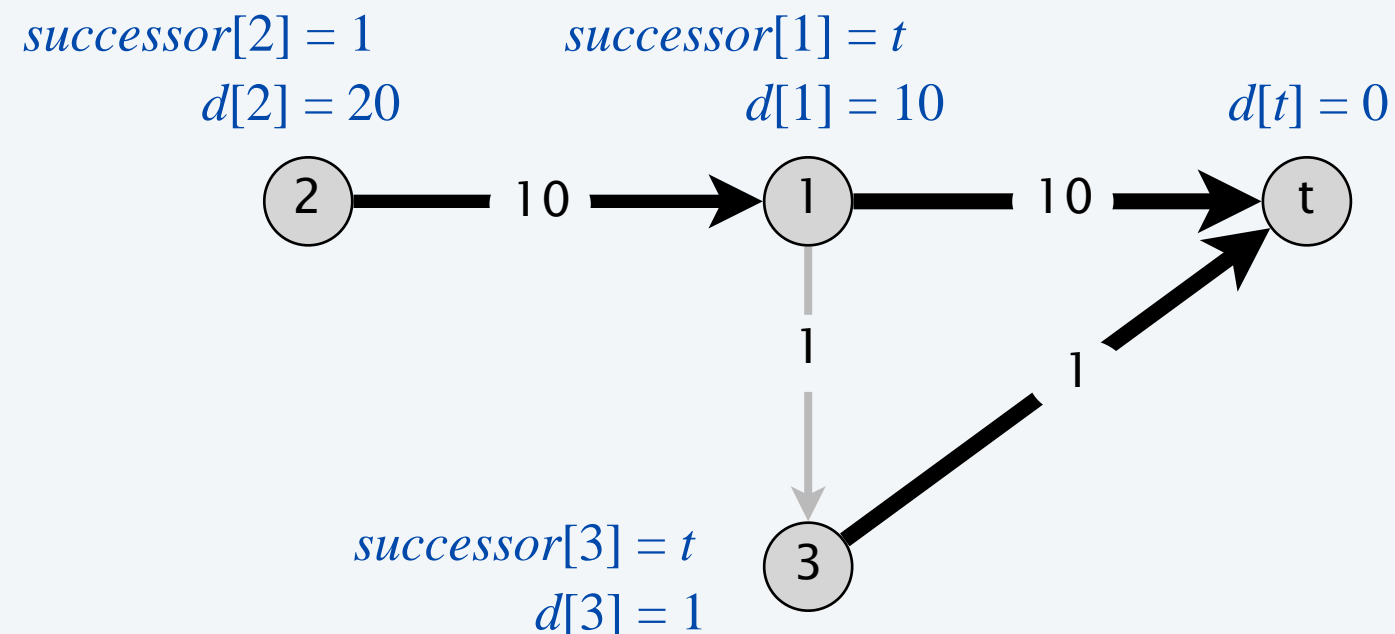 successor[2] = 1
successor[1] = t
d[2] = 20
d[1] = 10
d[t] = 0
2
10
1
10
t
1
1
successor[3] = t
3
d[3] = 1